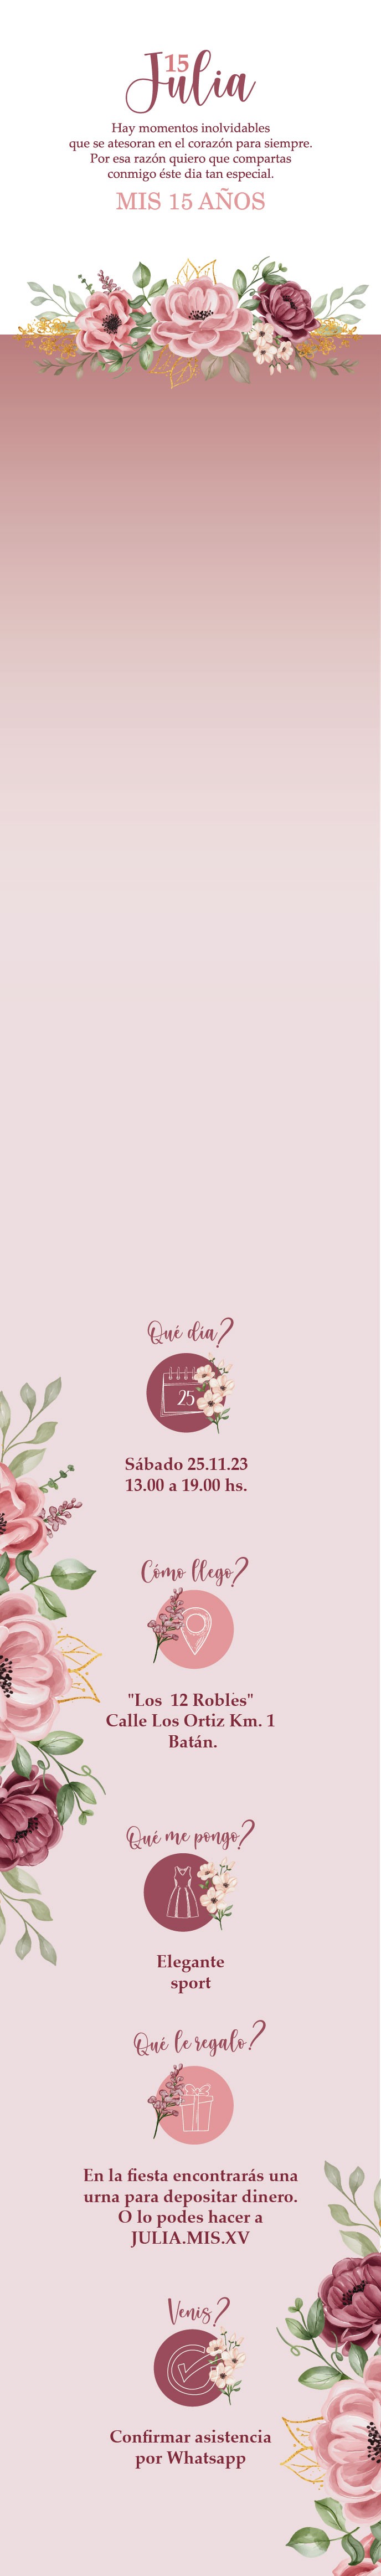 15
Julia
Hay momentos inolvidables
que se atesoran en el corazón para siempre.
Por esa razón quiero que compartas
conmigo éste dia tan especial.
MIS 15 AÑOS
Qué día?
25
Sábado 25.11.23
13.00 a 19.00 hs.
Cómo llego?
"Los 12 Robles"
Calle Los Ortiz Km. 1
Batán.
Qué me pongo?
Elegante
sport
Qué le regalo?
En la fiesta encontrarás una
urna para depositar dinero.
O lo podes hacer a
JULIA.MIS.XV
Venis?
Confirmar asistencia
por Whatsapp